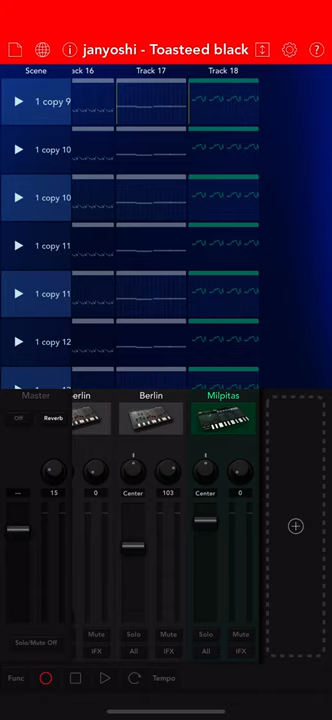 janyoshi - Toasteed black
Scene ack 16 Track 17 Track 18
1 copy 9
1 copy 10
1 copy 10
1 copy 11
1 copy 11
1 copy 12
Master erlin Berlin Milpitas
Off Reverb
--- 15 0 Center 103 Center 0
Solo/Mute Off Mute Solo Mute Solo Mute
IFX All IFX All IFX
Func Tempo